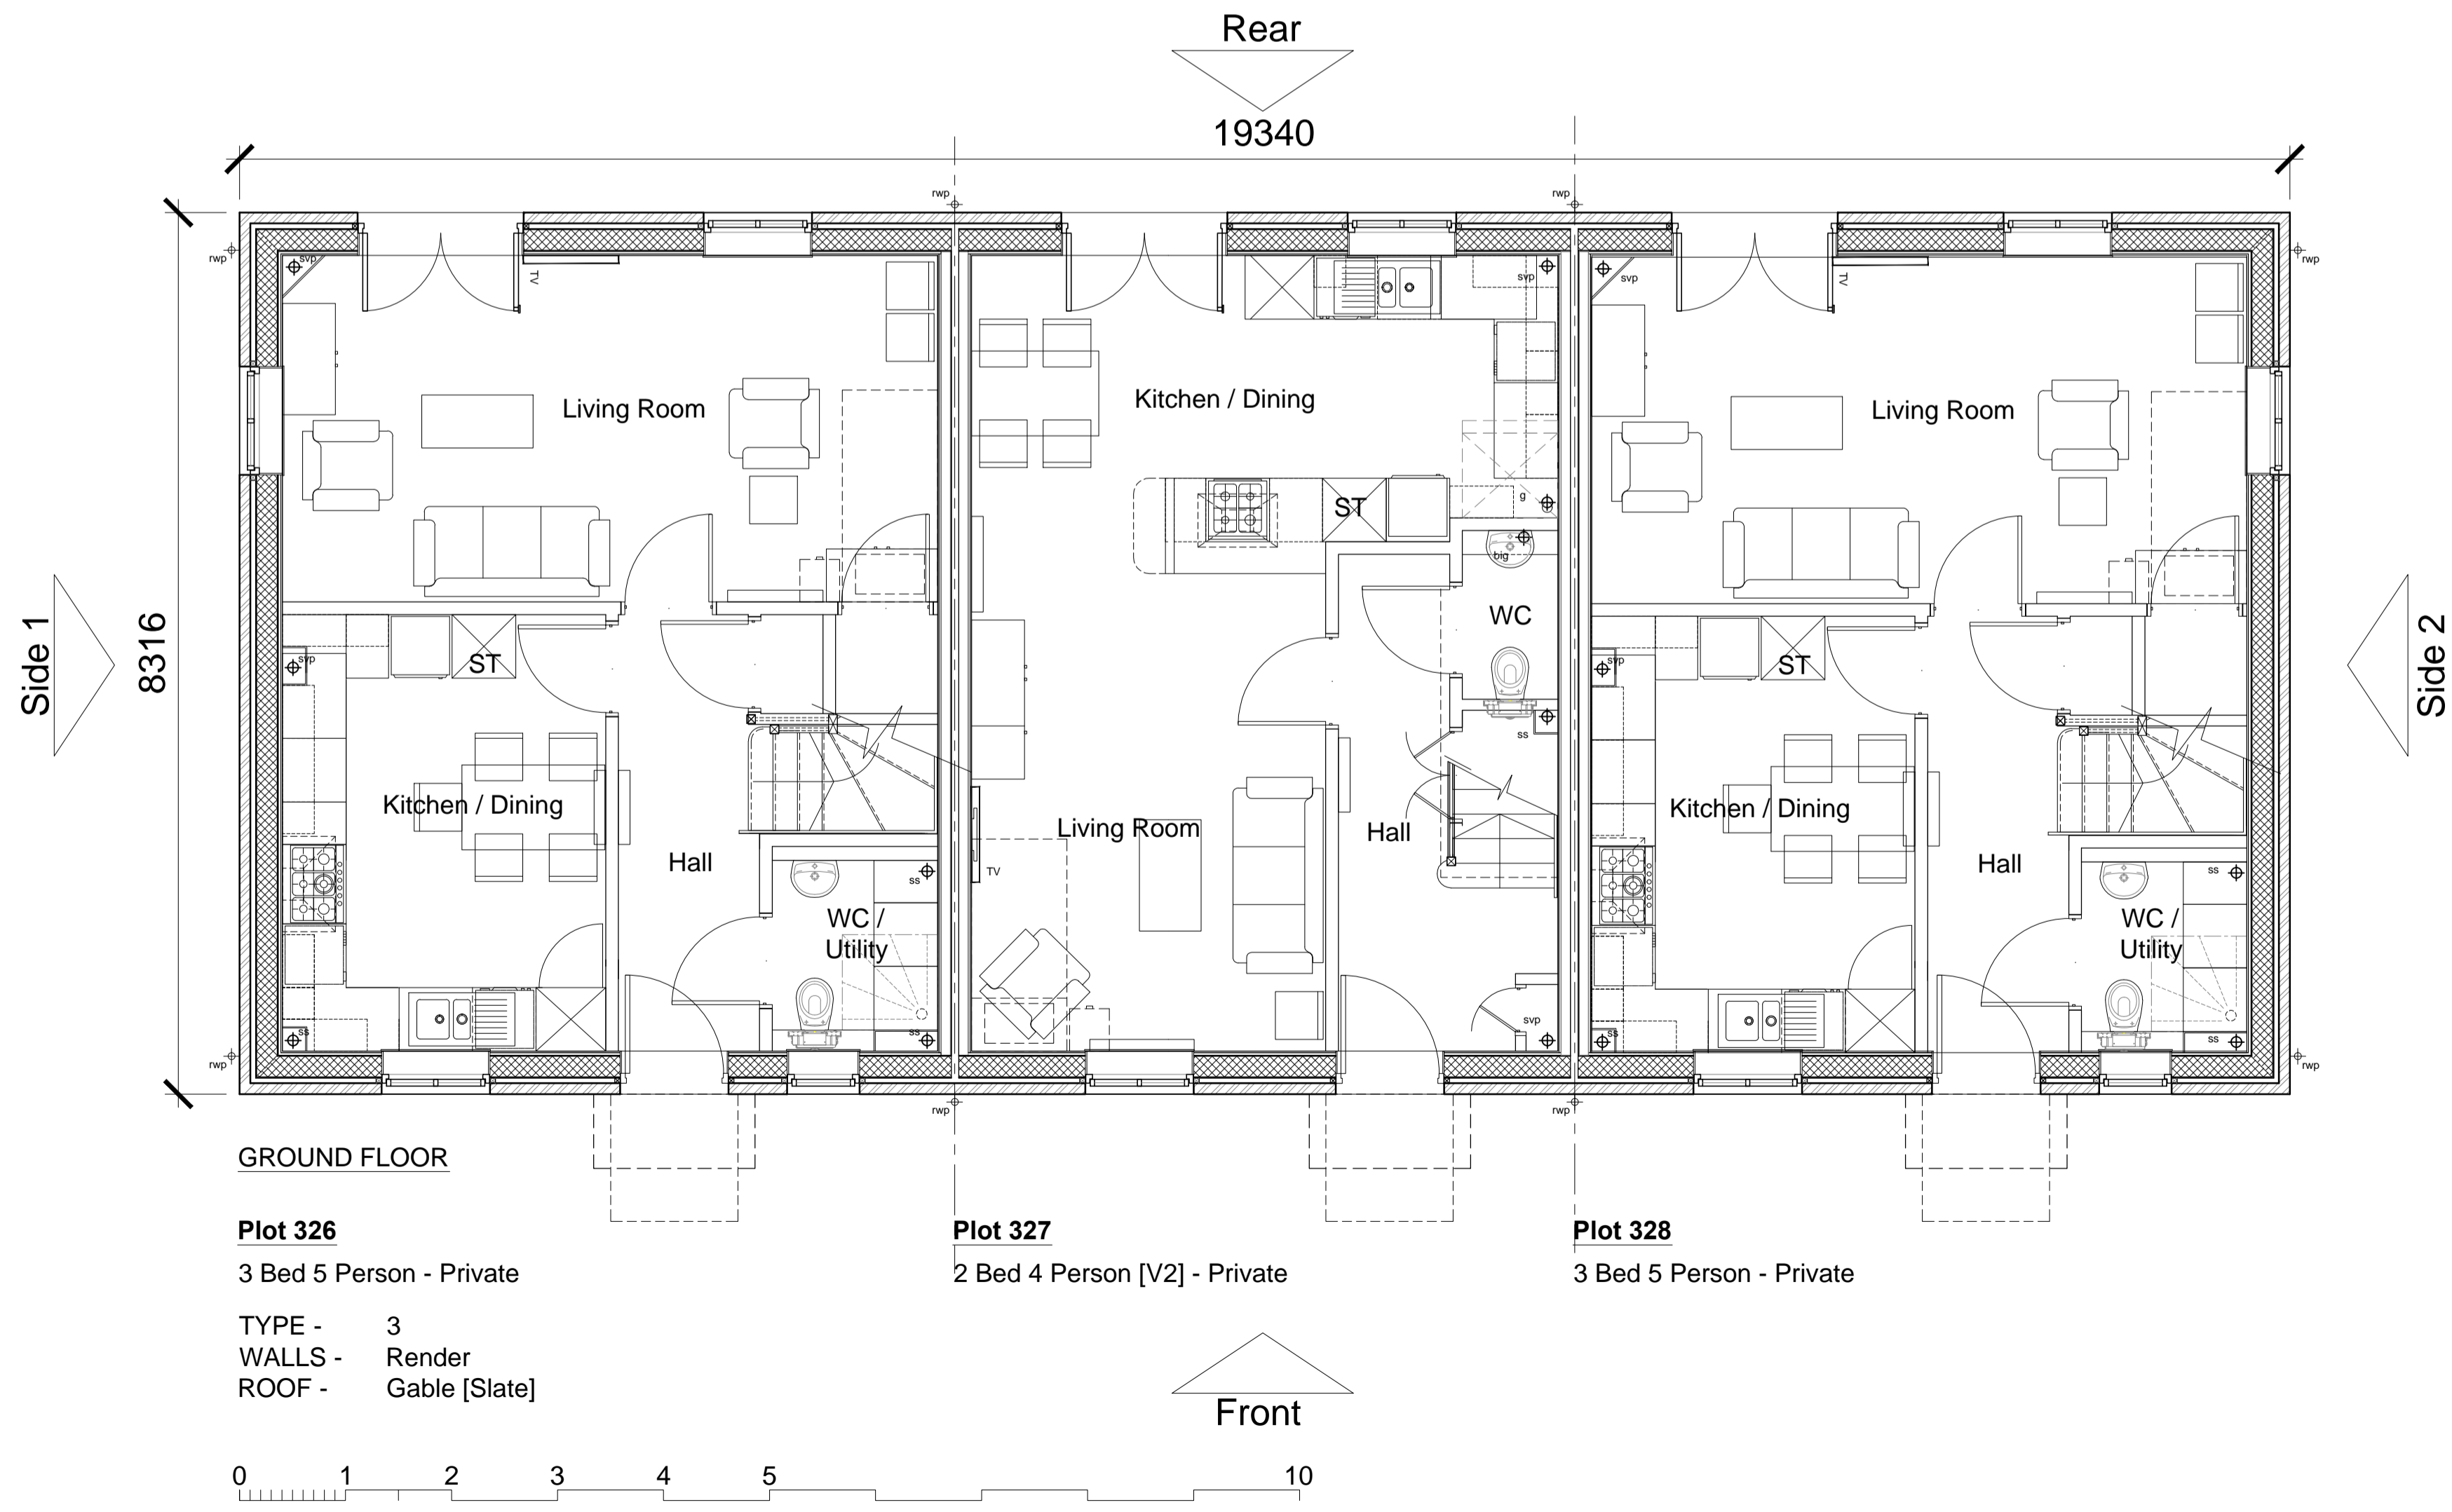 Rear
19340
rwp
rwp
rwp
rwp
svp
TV
svp
svp
TV
Living Room
Kitchen / Dining
Living Room
g
ST
big
WC
Side 1
8316
Side 2
svp
ST
svp
ST
ss
Kitchen / Dining
Living Room
Hall
Kitchen / Dining
Hall
TV
Hall
ss
ss
WC /
Utility
WC /
Utility
ss
ss
svp
ss
ss
rwp
rwp
rwp
rwp
GROUND FLOOR
Plot 326
3 Bed 5 Person - Private
Plot 327
2 Bed 4 Person [V2] - Private
Plot 328
3 Bed 5 Person - Private
TYPE - 3
WALLS - Render
ROOF - Gable [Slate]
Front
0 1 2 3 4 5 10